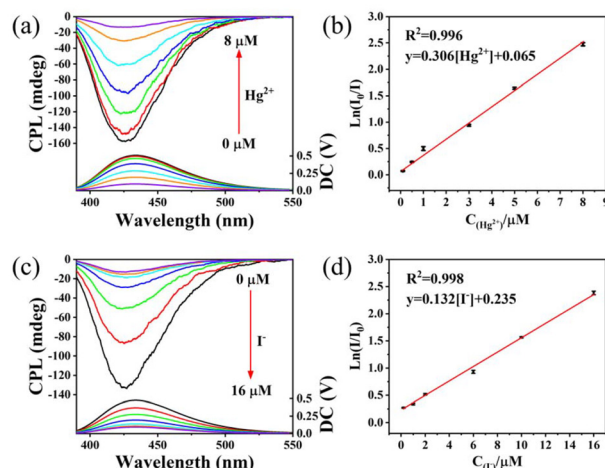 (a)
0
-20
-40
-60
-80
-100
-120
-140
-160
CPL (mdeg)
8 μM
Hg²⁺
0 μM
0.5
0.25
0
DC (V)
400
450
500
550
Wavelength (nm)
(b)
3.0
2.5
2.0
1.5
1.0
0.5
0.0
Ln(I₀/I)
R²=0.996
y=0.306[Hg²⁺]+0.065
0 1 2 3 4 5 6 7 8 9
C(Hg²⁺)/μM
(c)
0
-20
-40
-60
-80
-100
-120
-140
CPL (mdeg)
0 μM
I⁻
16 μM
0.5
0.25
0
DC (V)
400
450
500
550
Wavelength (nm)
(d)
3.0
2.5
2.0
1.5
1.0
0.5
0.0
Ln(I/I₀)
R²=0.998
y=0.132[I⁻]+0.235
0 2 4 6 8 10 12 14 16
C(I⁻)/μM